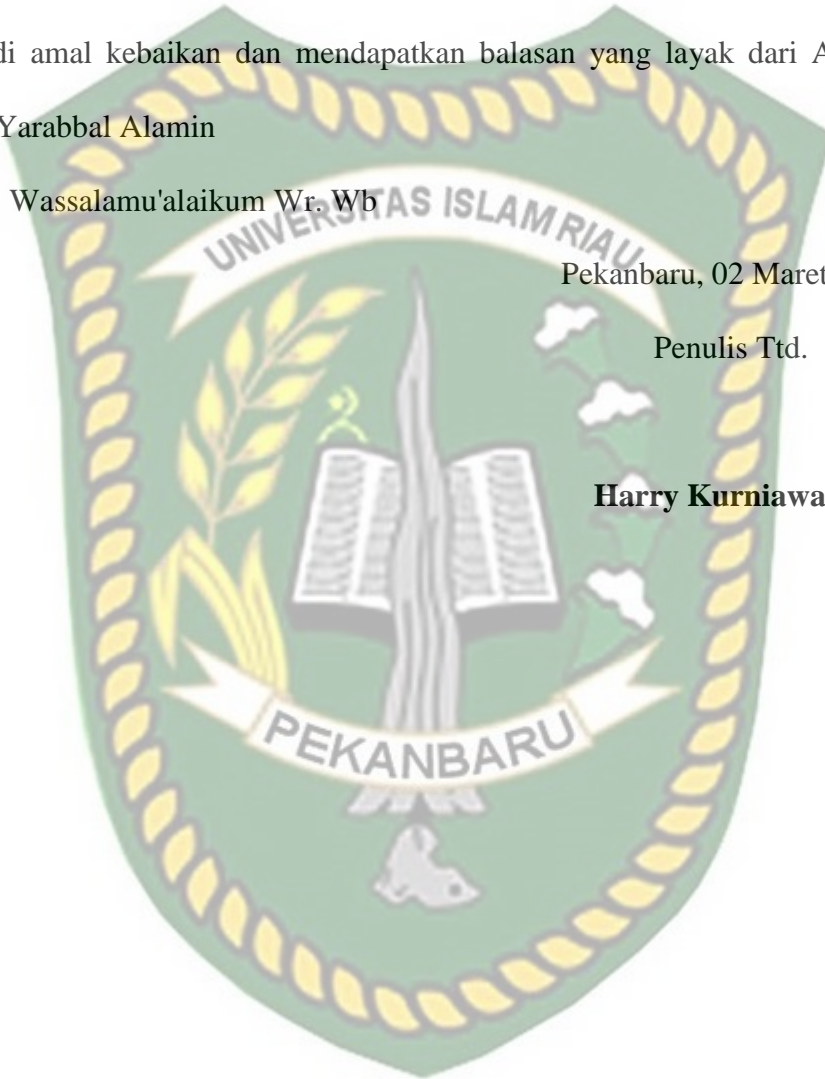 di amal kebaikan dan mendapatkan balasan yang layak dari A
Yarabbal Alamin
Wassalamu'alaikum Wr. Wb
UNIVERSITAS ISLAM RIAU
Pekanbaru, 02 Maret
Penulis Ttd.
Harry Kurniawa
PEKANBARU